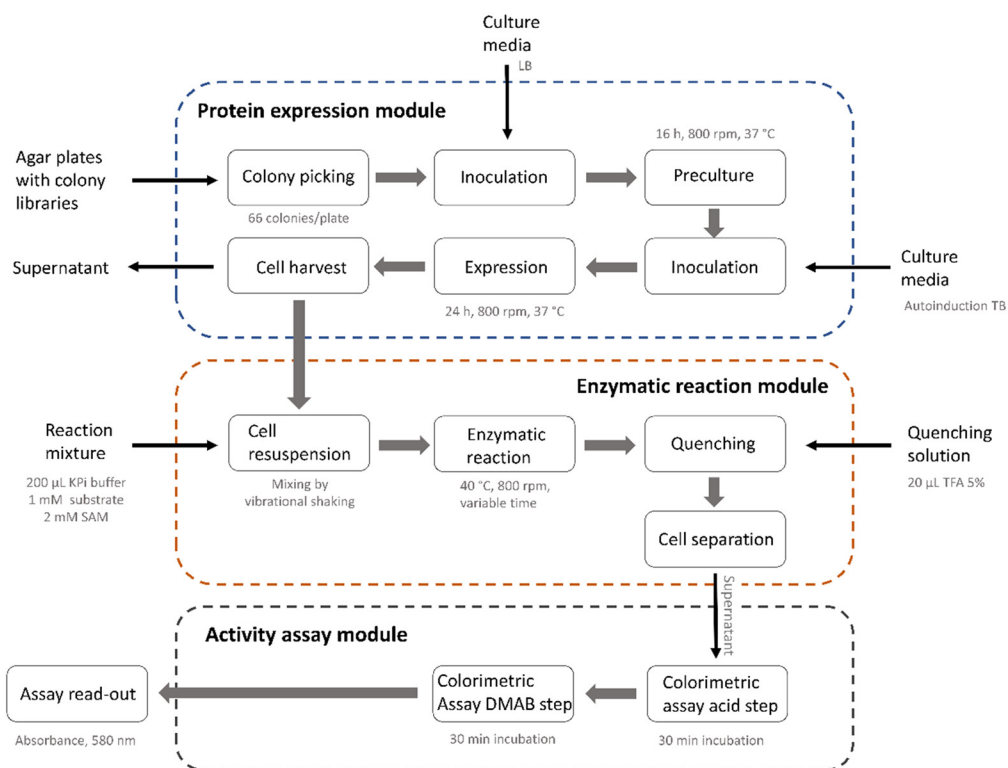 Culture
media
LB
Protein expression module
16 h, 800 rpm, 37 °C
Agar plates
with colony
libraries
Colony picking
Inoculation
Preculture
66 colonies/plate
Supernatant
Cell harvest
Expression
Inoculation
Culture
media
24 h, 800 rpm, 37 °C
Autoinduction TB
Enzymatic reaction module
Reaction
mixture
Cell
resuspension
Enzymatic
reaction
Quenching
Quenching
solution
200 µL KPi buffer
1 mM substrate
2 mM SAM
Mixing by
vibrational shaking
40 °C, 800 rpm,
variable time
20 µL TFA 5%
Cell separation
Supernatant
Activity assay module
Assay read-out
Colorimetric
Assay DMAB step
Colorimetric
assay acid step
Absorbance, 580 nm
30 min incubation
30 min incubation